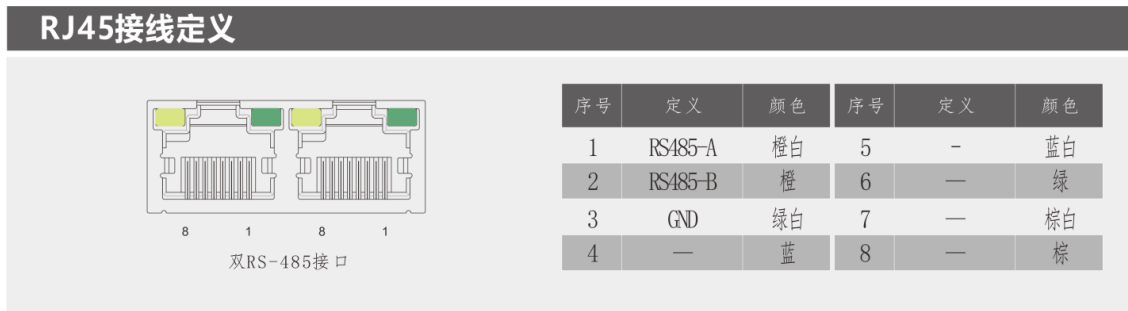 RJ45接线定义
序号 定义 颜色 序号 定义 颜色
1 RS485-A 橙白 5 - 蓝白
2 RS485-B 橙 6 — 绿
3 GND 绿白 7 — 棕白
4 — 蓝 8 — 棕
8 1 8 1
双RS-485接口